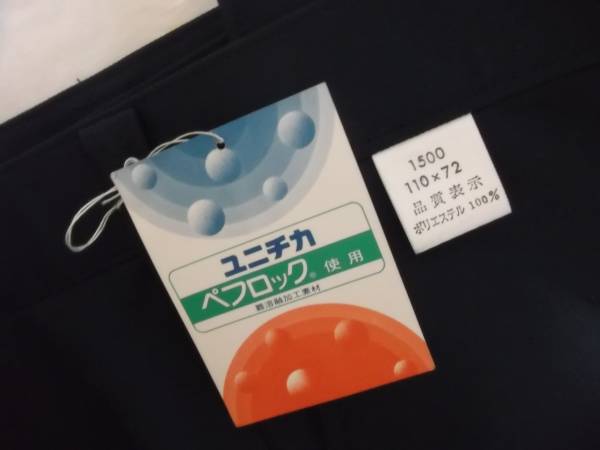 ユニチカ
ペフロック® 使用
難溶融加工素材
1500
110×72
品質表示
ポリエステル 100%